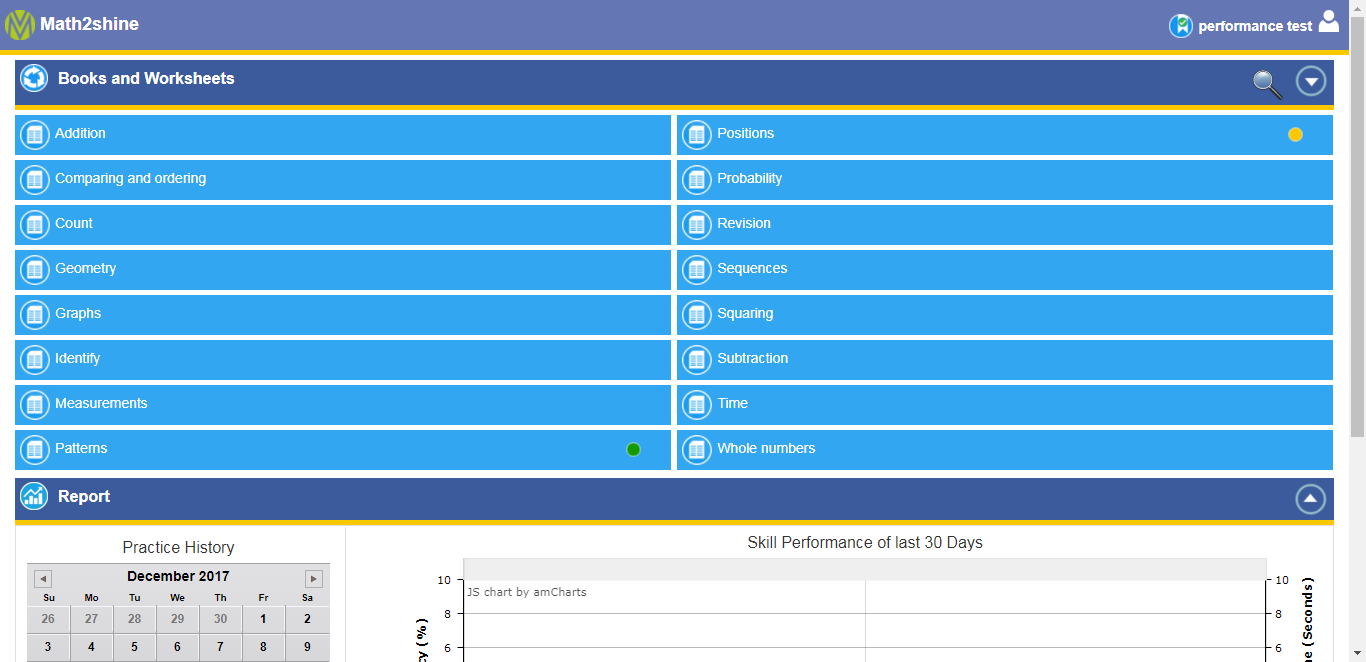 Math2shine
performance test
Books and Worksheets
Addition
Positions
Comparing and ordering
Probability
Count
Revision
Geometry
Sequences
Graphs
Squaring
Identify
Subtraction
Measurements
Time
Patterns
Whole numbers
Report
Practice History
December 2017
Su Mo Tu We Th Fr Sa
26 27 28 29 30 1 2
3 4 5 6 7 8 9
Skill Performance of last 30 Days
JS chart by amCharts
10
8
6
(%)
10
8
6
(Seconds)